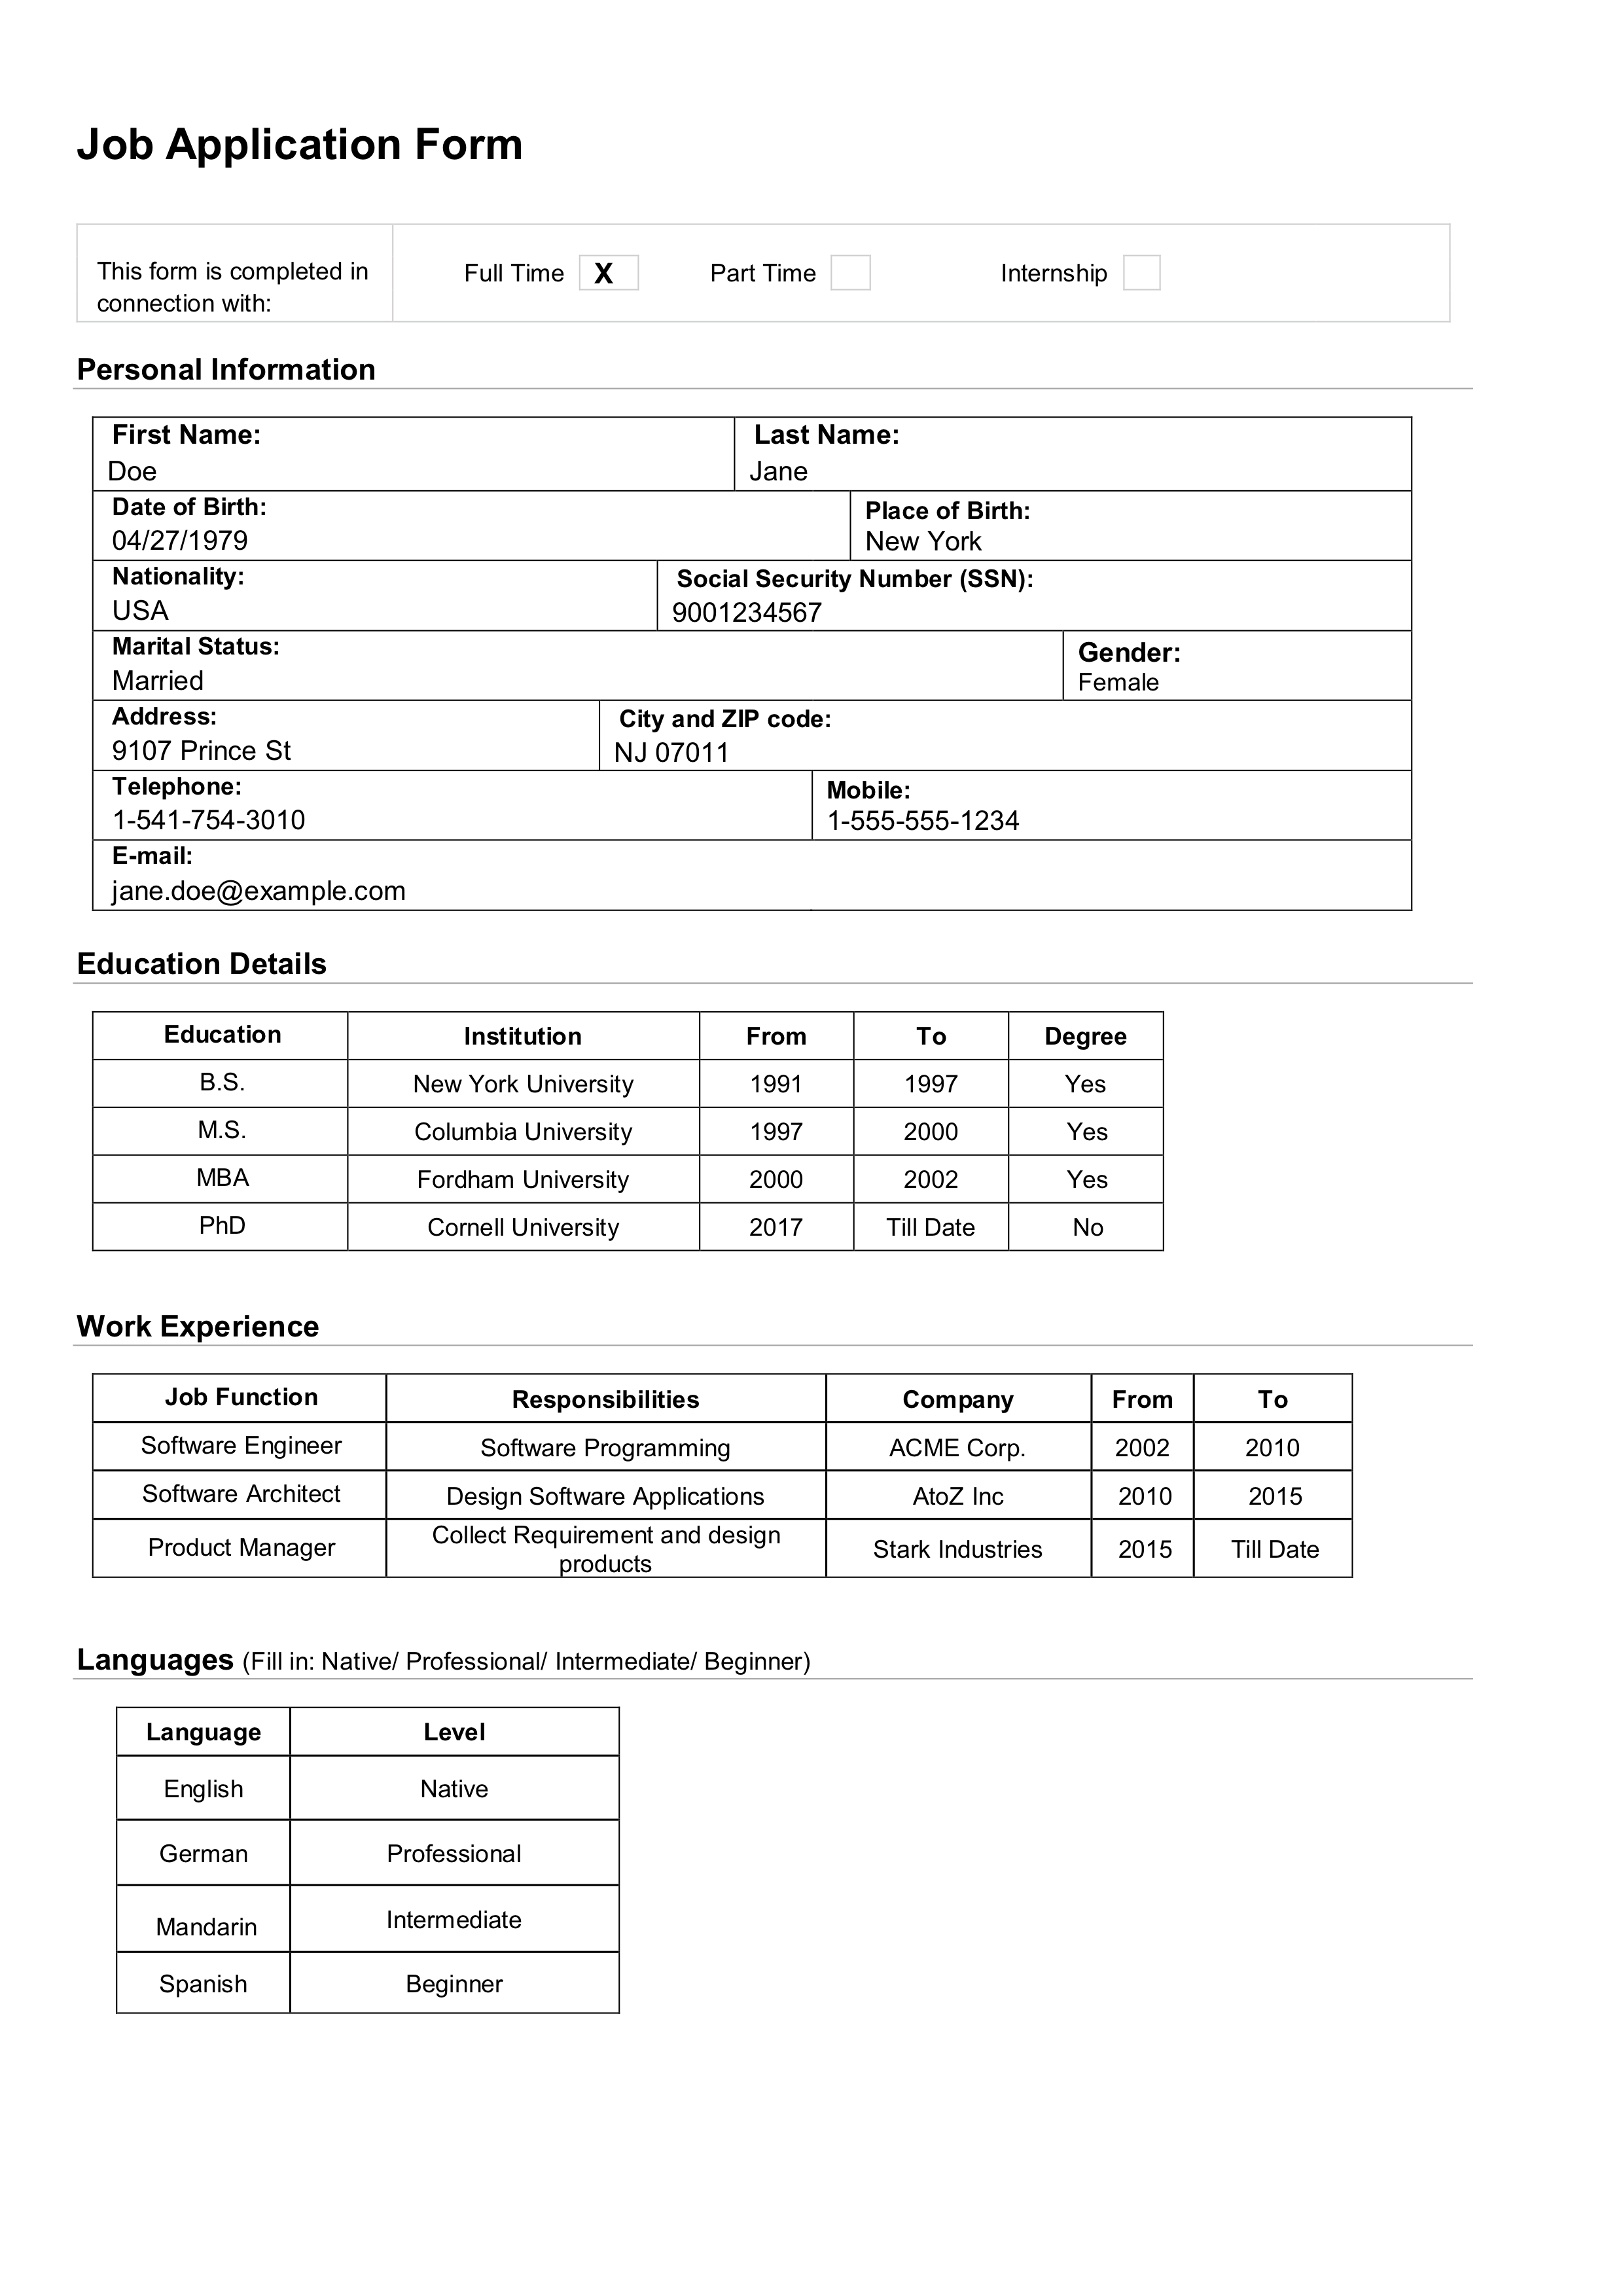 Job Application Form
This form is completed in
connection with:
Full Time X Part Time Internship
Personal Information
First Name: Last Name:
Doe Jane
Date of Birth: Place of Birth:
04/27/1979 New York
Nationality: Social Security Number (SSN):
USA 9001234567
Marital Status: Gender:
Married Female
Address: City and ZIP code:
9107 Prince St NJ 07011
Telephone: Mobile:
1-541-754-3010 1-555-555-1234
E-mail:
jane.doe@example.com
Education Details
Education Institution From To Degree
B.S. New York University 1991 1997 Yes
M.S. Columbia University 1997 2000 Yes
MBA Fordham University 2000 2002 Yes
PhD Cornell University 2017 Till Date No
Work Experience
Job Function Responsibilities Company From To
Software Engineer Software Programming ACME Corp. 2002 2010
Software Architect Design Software Applications AtoZ Inc 2010 2015
Product Manager Collect Requirement and design
products Stark Industries 2015 Till Date
Languages (Fill in: Native/ Professional/ Intermediate/ Beginner)
Language Level
English Native
German Professional
Mandarin Intermediate
Spanish Beginner